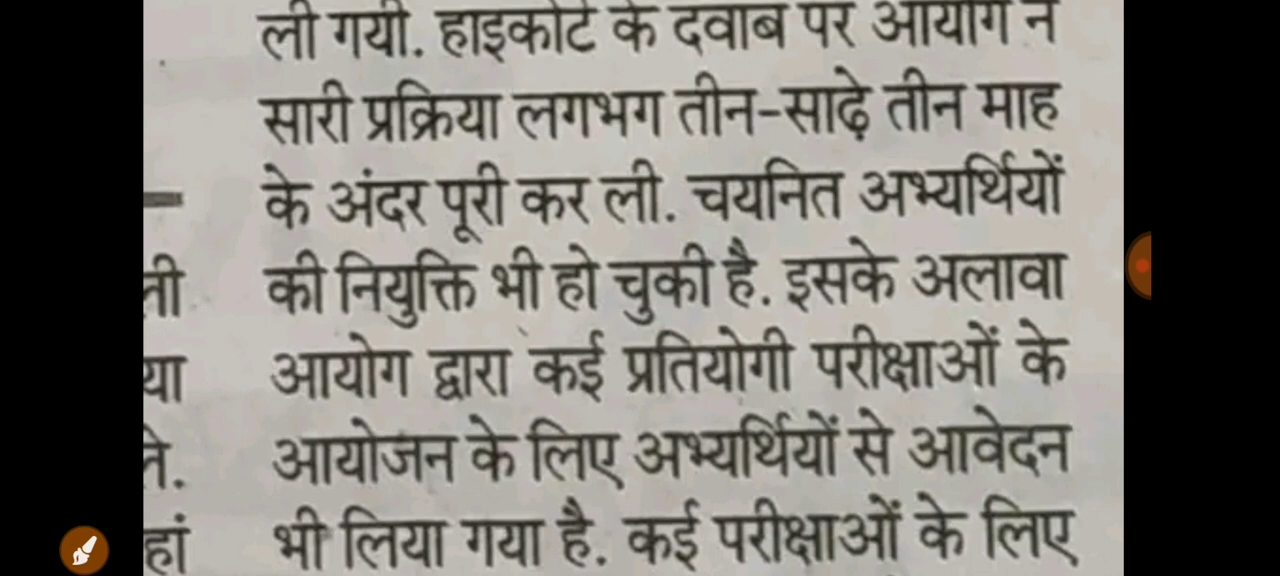 ली गयी. हाइकोर्ट के दवाब पर आयोग ने
सारी प्रक्रिया लगभग तीन-साढ़े तीन माह
के अंदर पूरी कर ली. चयनित अभ्यर्थियों
की नियुक्ति भी हो चुकी है. इसके अलावा
आयोग द्वारा कई प्रतियोगी परीक्षाओं के
आयोजन के लिए अभ्यर्थियों से आवेदन
भी लिया गया है. कई परीक्षाओं के लिए